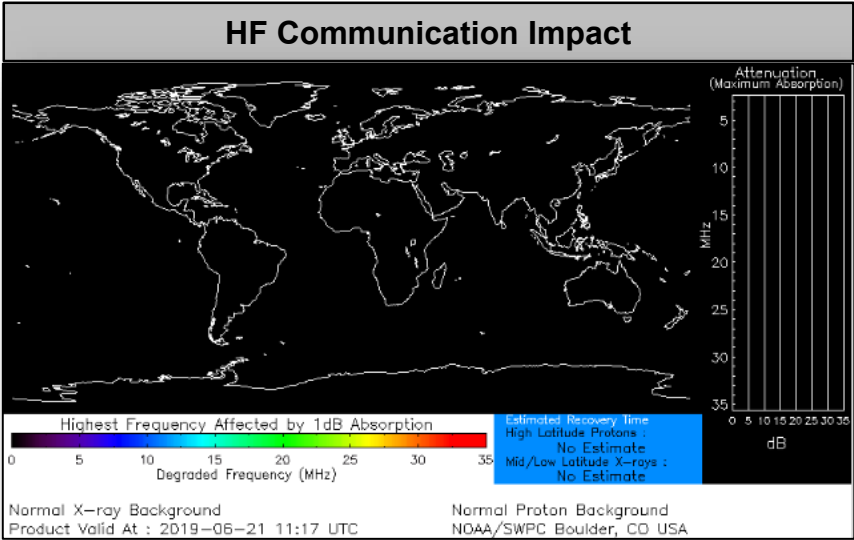 HF Communication Impact
Attenuation
(Maximum Absorption)
5
10
15
20
25
30
35
MHz
0 5 10 15 20 25 30 35
dB
Highest Frequency Affected by 1dB Absorption
0 5 10 15 20 25 30 35
Degraded Frequency (MHz)
Estimated Recovery Time
High Latitude Protons :
No Estimate
Mid/Low Latitude X-rays :
No Estimate
Normal X-ray Background
Normal Proton Background
Product Valid At : 2019-06-21 11:17 UTC
NOAA/SWPC Boulder, CO USA